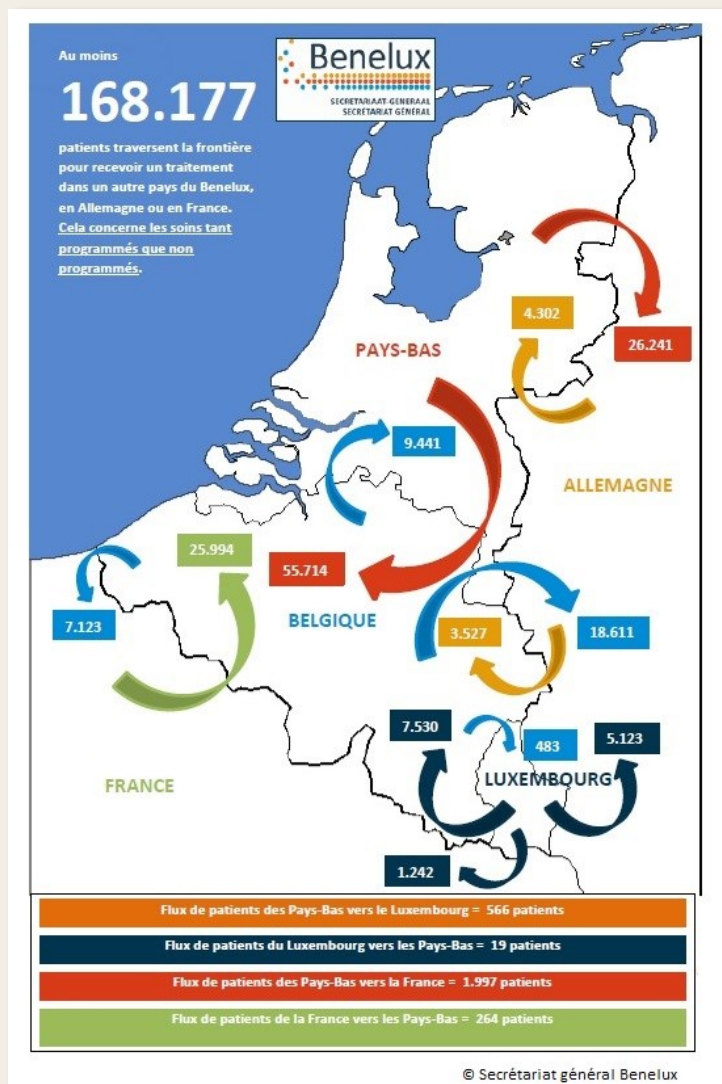 Au moins
168.177
patients traversent la frontière
pour recevoir un traitement
dans un autre pays du Benelux,
en Allemagne ou en France.
Cela concerne les soins tant
programmés que non
programmés.
Benelux
SECRETARIAAT-GENERAAL
SECRÉTARIAT GÉNÉRAL
4.302
26.241
PAYS-BAS
9.441
ALLEMAGNE
25.994
55.714
7.123
BELGIQUE
3.527
18.611
7.530
483
5.123
LUXEMBOURG
FRANCE
1.242
Flux de patients des Pays-Bas vers le Luxembourg = 566 patients
Flux de patients du Luxembourg vers les Pays-Bas = 19 patients
Flux de patients des Pays-Bas vers la France = 1.997 patients
Flux de patients de la France vers les Pays-Bas = 264 patients
© Secrétariat général Benelux